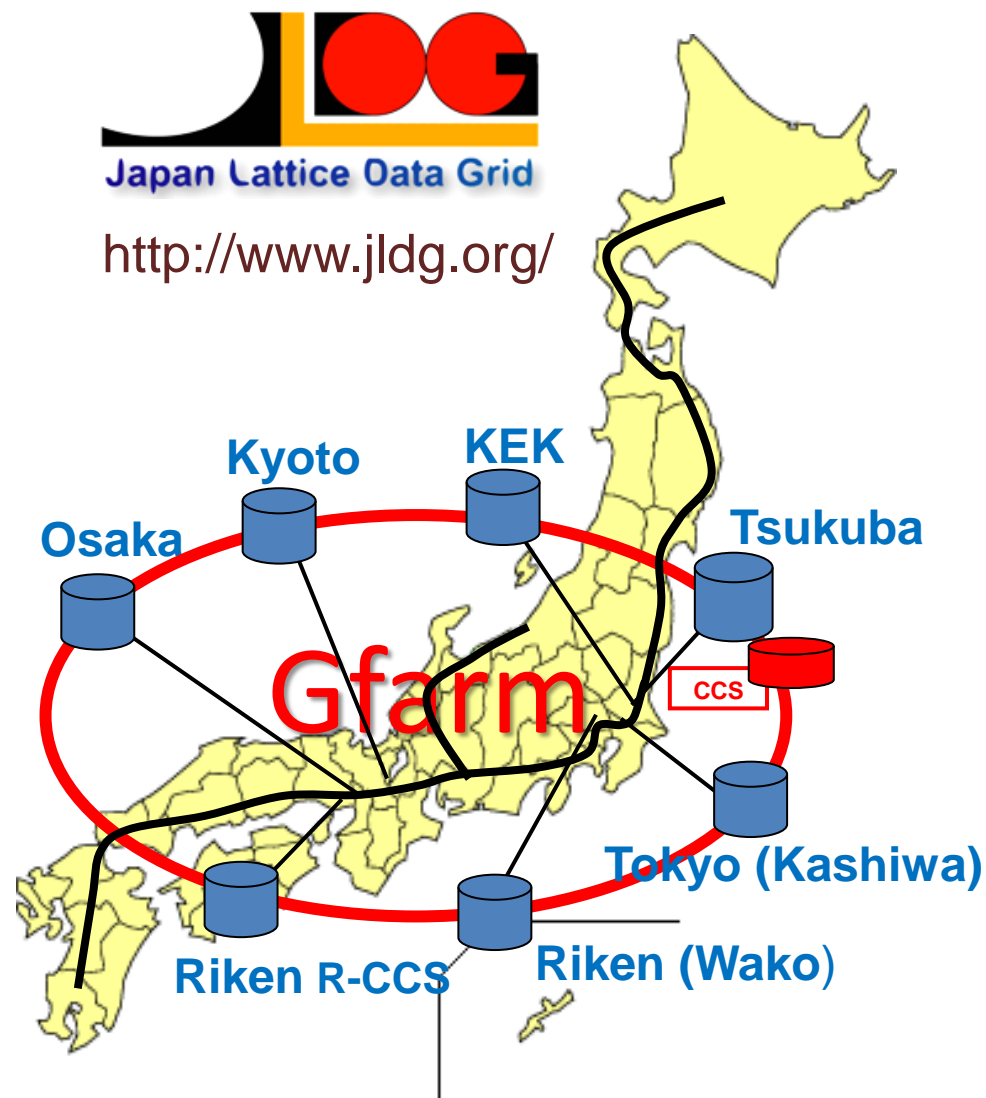 JLDG
Japan Lattice Data Grid
http://www.jldg.org/
Kyoto
KEK
Osaka
Tsukuba
Gfarm
CCS
Tokyo (Kashiwa)
Riken R-CCS
Riken (Wako)